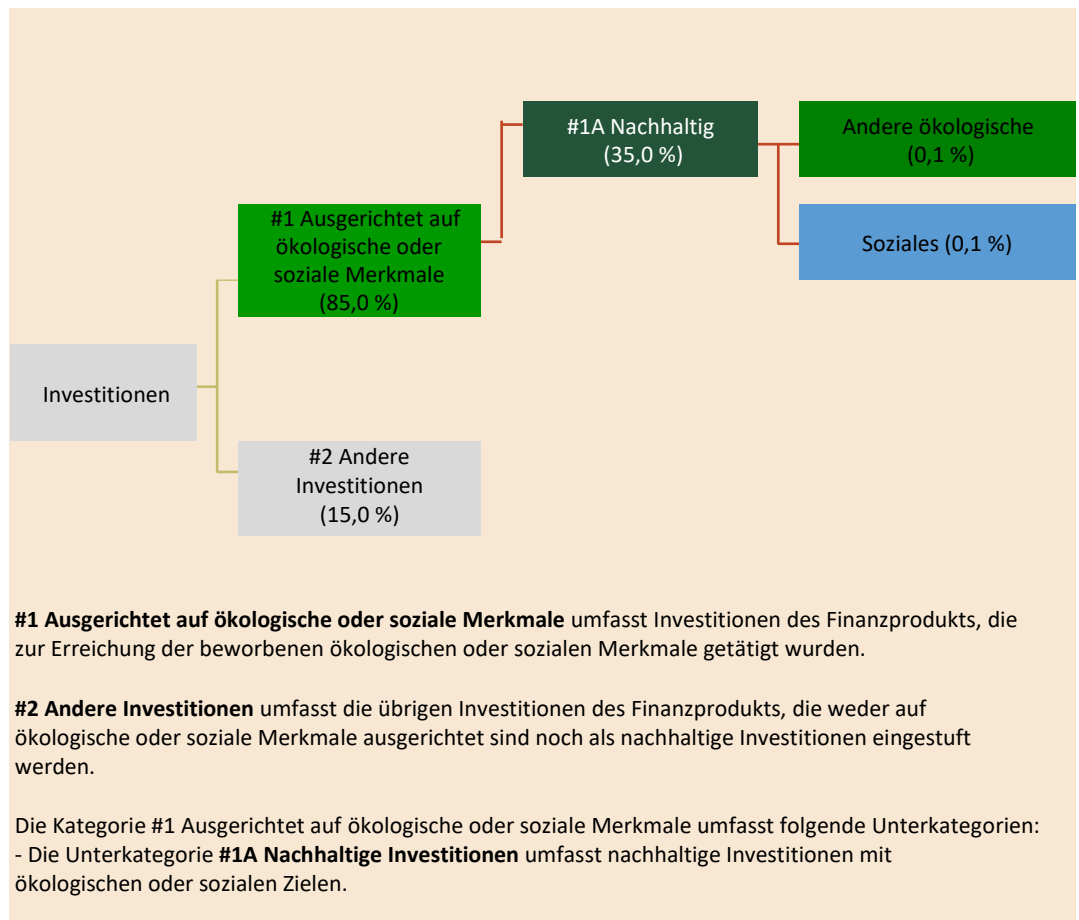 #1A Nachhaltig
(35,0 %)
Andere ökologische
(0,1 %)
#1 Ausgerichtet auf
ökologische oder
soziale Merkmale
(85,0 %)
Soziales (0,1 %)
Investitionen
#2 Andere
Investitionen
(15,0 %)
#1 Ausgerichtet auf ökologische oder soziale Merkmale umfasst Investitionen des Finanzprodukts, die
zur Erreichung der beworbenen ökologischen oder sozialen Merkmale getätigt wurden.
#2 Andere Investitionen umfasst die übrigen Investitionen des Finanzprodukts, die weder auf
ökologische oder soziale Merkmale ausgerichtet sind noch als nachhaltige Investitionen eingestuft
werden.
Die Kategorie #1 Ausgerichtet auf ökologische oder soziale Merkmale umfasst folgende Unterkategorien:
- Die Unterkategorie #1A Nachhaltige Investitionen umfasst nachhaltige Investitionen mit
ökologischen oder sozialen Zielen.